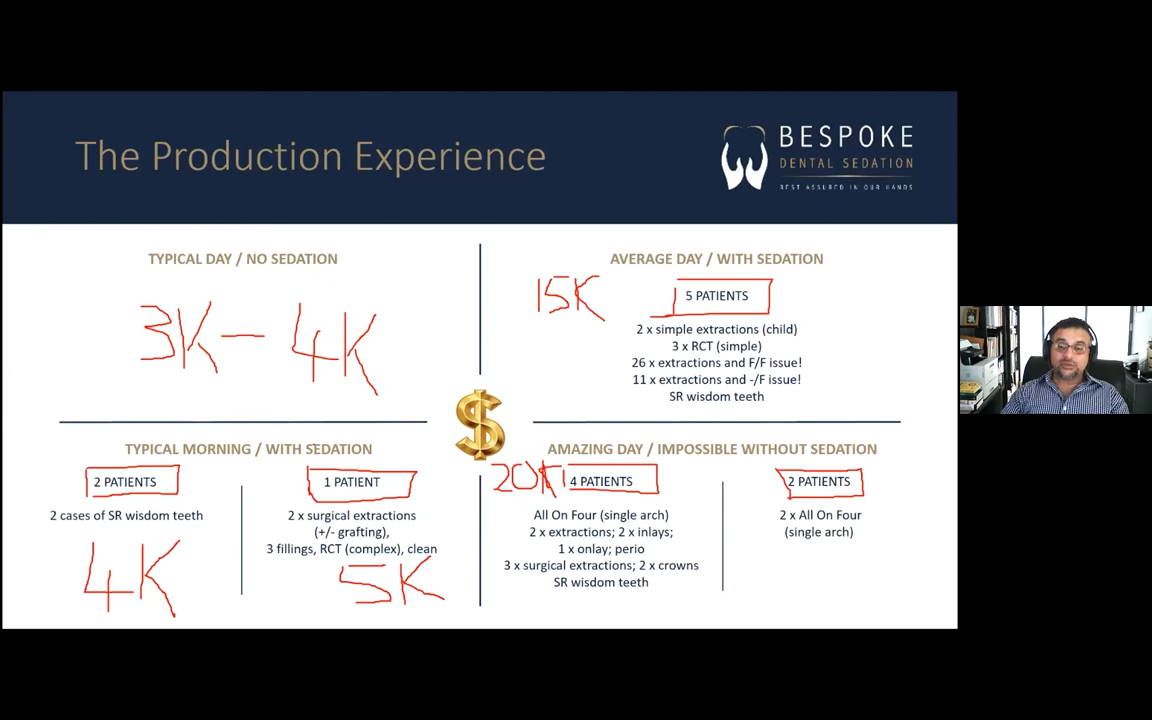 The Production Experience
BESPOKE
DENTAL SEDATION
REST ASSURED IN OUR HANDS
TYPICAL DAY / NO SEDATION
3K - 4K
AVERAGE DAY / WITH SEDATION
15K
5 PATIENTS
2 x simple extractions (child)
3 x RCT (simple)
26 x extractions and F/F issue!
11 x extractions and -/F issue!
SR wisdom teeth
TYPICAL MORNING / WITH SEDATION
2 PATIENTS
2 cases of SR wisdom teeth
4K
1 PATIENT
2 x surgical extractions
(+/- grafting),
3 fillings, RCT (complex), clean
5K
$
AMAZING DAY / IMPOSSIBLE WITHOUT SEDATION
20K
4 PATIENTS
All On Four (single arch)
2 x extractions; 2 x inlays;
1 x onlay; perio
3 x surgical extractions; 2 x crowns
SR wisdom teeth
2 PATIENTS
2 x All On Four
(single arch)